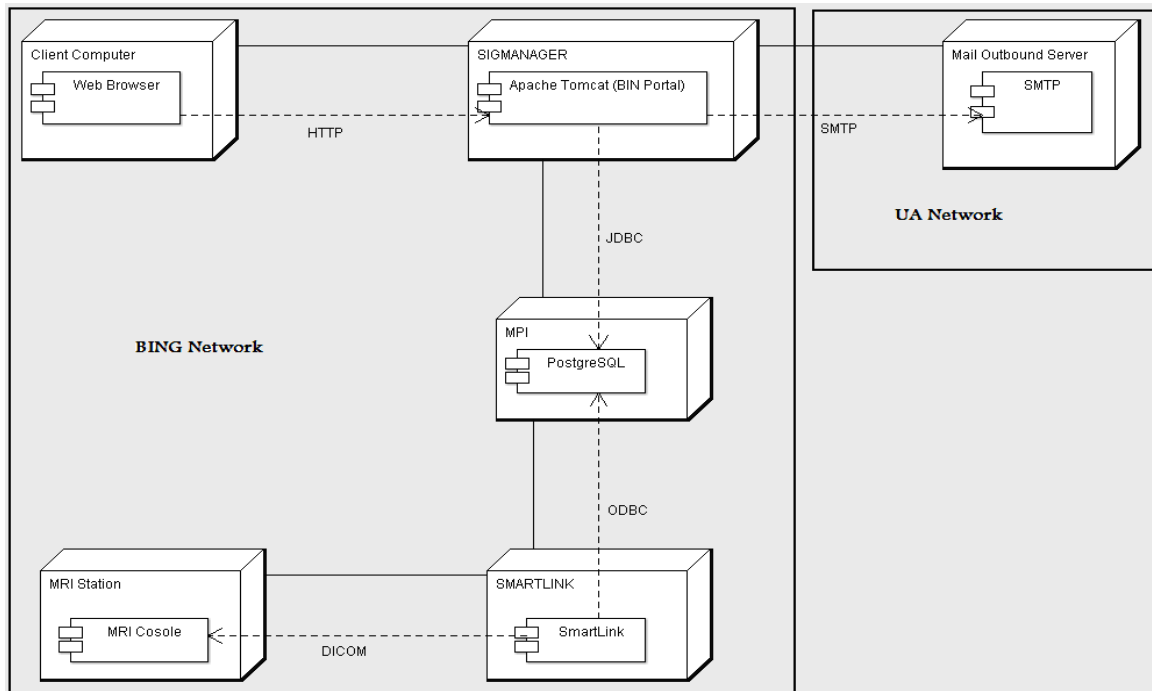 Client Computer
Web Browser
SIGMANAGER
Apache Tomcat (BIN Portal)
Mail Outbound Server
SMTP
HTTP
SMTP
UA Network
JDBC
BING Network
MPI
PostgreSQL
ODBC
MRI Station
MRI Cosole
SMARTLINK
SmartLink
DICOM